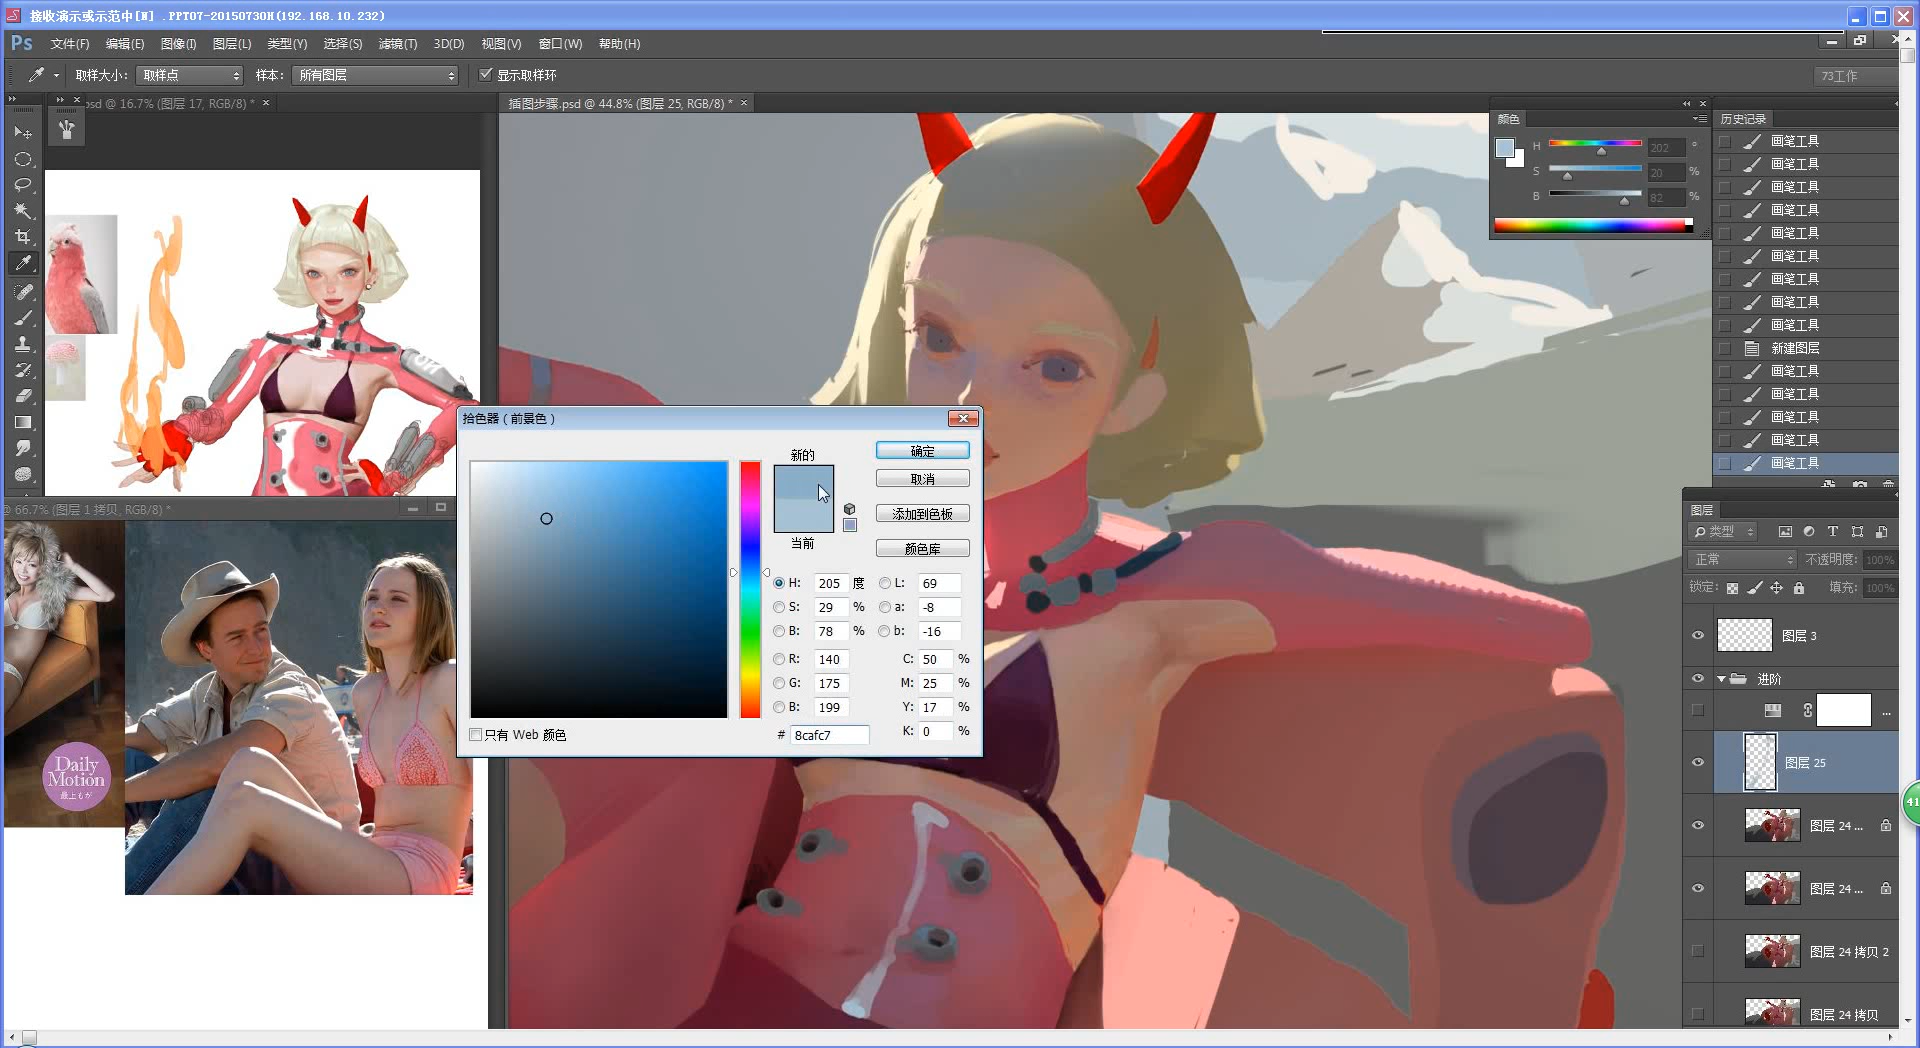 接收演示或示范中[N] .PPT07-20150730H(192.168.10.232)
Ps 文件(F) 编辑(E) 图像(I) 图层(L) 类型(Y) 选择(S) 滤镜(T) 3D(D) 视图(V) 窗口(W) 帮助(H)
取样大小： 取样点 样本： 所有图层 显示取样环 73工作
psd @ 16.7% (图层 17, RGB/8) * ×
插图步骤.psd @ 44.8% (图层 25, RGB/8) * ×
颜色
H 202 °
S 20 %
B 82 %
历史记录
画笔工具
画笔工具
画笔工具
画笔工具
画笔工具
画笔工具
画笔工具
画笔工具
画笔工具
新建图层
画笔工具
画笔工具
画笔工具
画笔工具
画笔工具
@ 66.7% (图层 1 拷贝, RGB/8) *
Daily
Motion
最上もが
拾色器（前景色）
新的
当前
确定
取消
添加到色板
颜色库
H: 205 度 L: 69
S: 29 % a: -8
B: 78 % b: -16
R: 140 C: 50 %
G: 175 M: 25 %
B: 199 Y: 17 %
# 8cafc7 K: 0 %
只有 Web 颜色
图层
类型
正常 不透明度: 100%
锁定: 填充: 100%
图层 3
进阶
...
图层 25
图层 24 ...
图层 24 ...
图层 24 拷贝 2
图层 24 拷贝
41